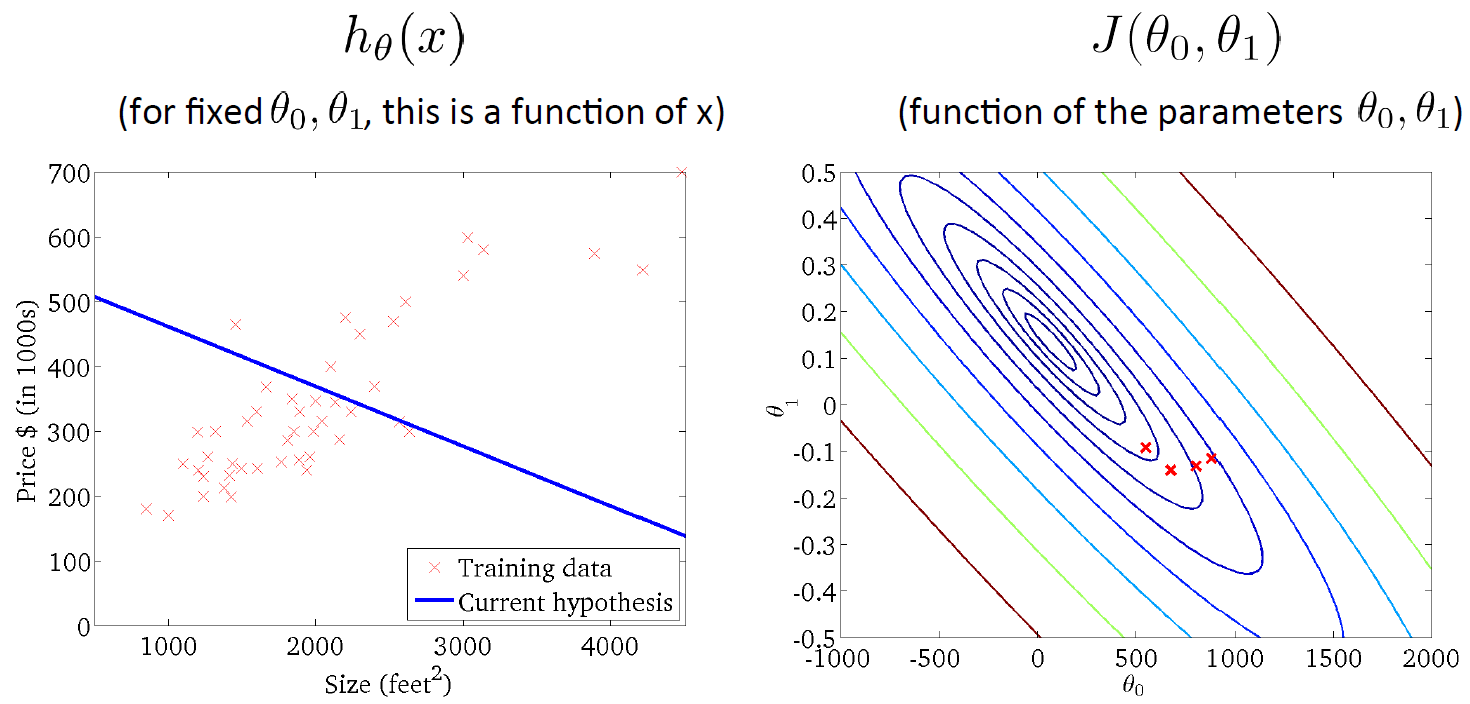 hθ(x)
(for fixed θ0, θ1, this is a function of x)
700
600
500
400
300
200
100
0
Price $ (in 1000s)
1000 2000 3000 4000
Size (feet²)
Training data
Current hypothesis
J(θ0, θ1)
(function of the parameters θ0, θ1)
0.5
0.4
0.3
0.2
0.1
0
-0.1
-0.2
-0.3
-0.4
-0.5
θ1
-1000 -500 0 500 1000 1500 2000
θ0